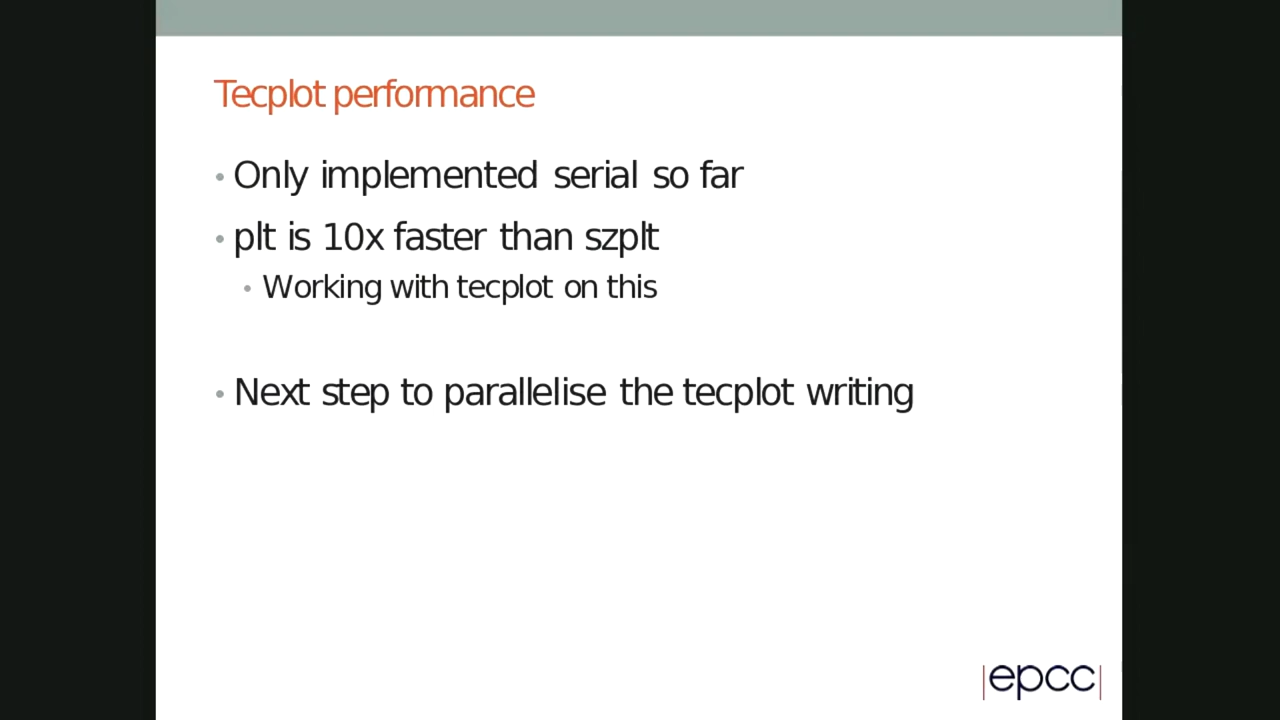 Tecplot performance
• Only implemented serial so far
• plt is 10x faster than szplt
• Working with tecplot on this
• Next step to parallelise the tecplot writing
|epcc|